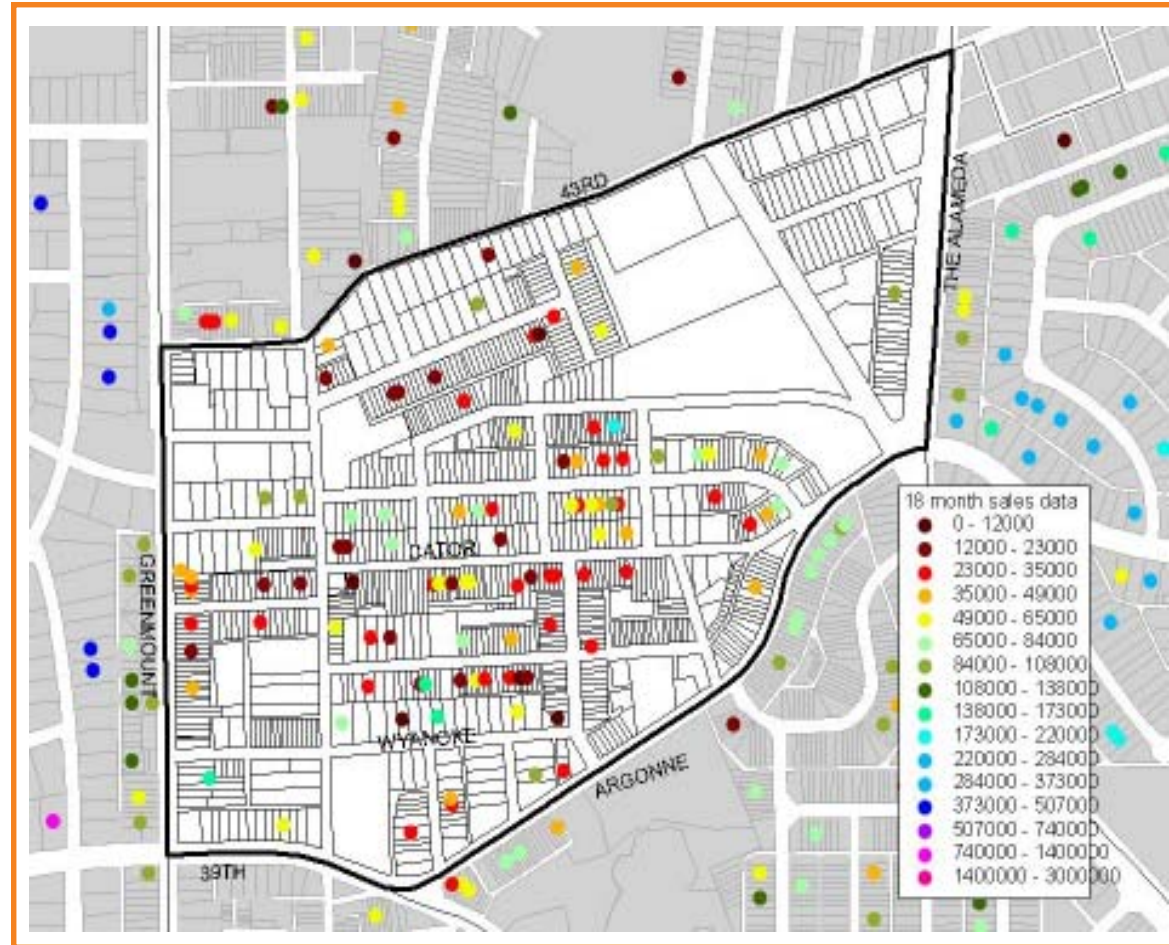 43RD
THE ALAMEDA
GREENMOUNT
CATOR
WYANOKE
ARGONNE
39TH
18 month sales data
0 - 12000
12000 - 23000
23000 - 35000
35000 - 49000
49000 - 65000
65000 - 84000
84000 - 108000
108000 - 138000
138000 - 173000
173000 - 220000
220000 - 284000
284000 - 373000
373000 - 507000
507000 - 740000
740000 - 1400000
1400000 - 3000000